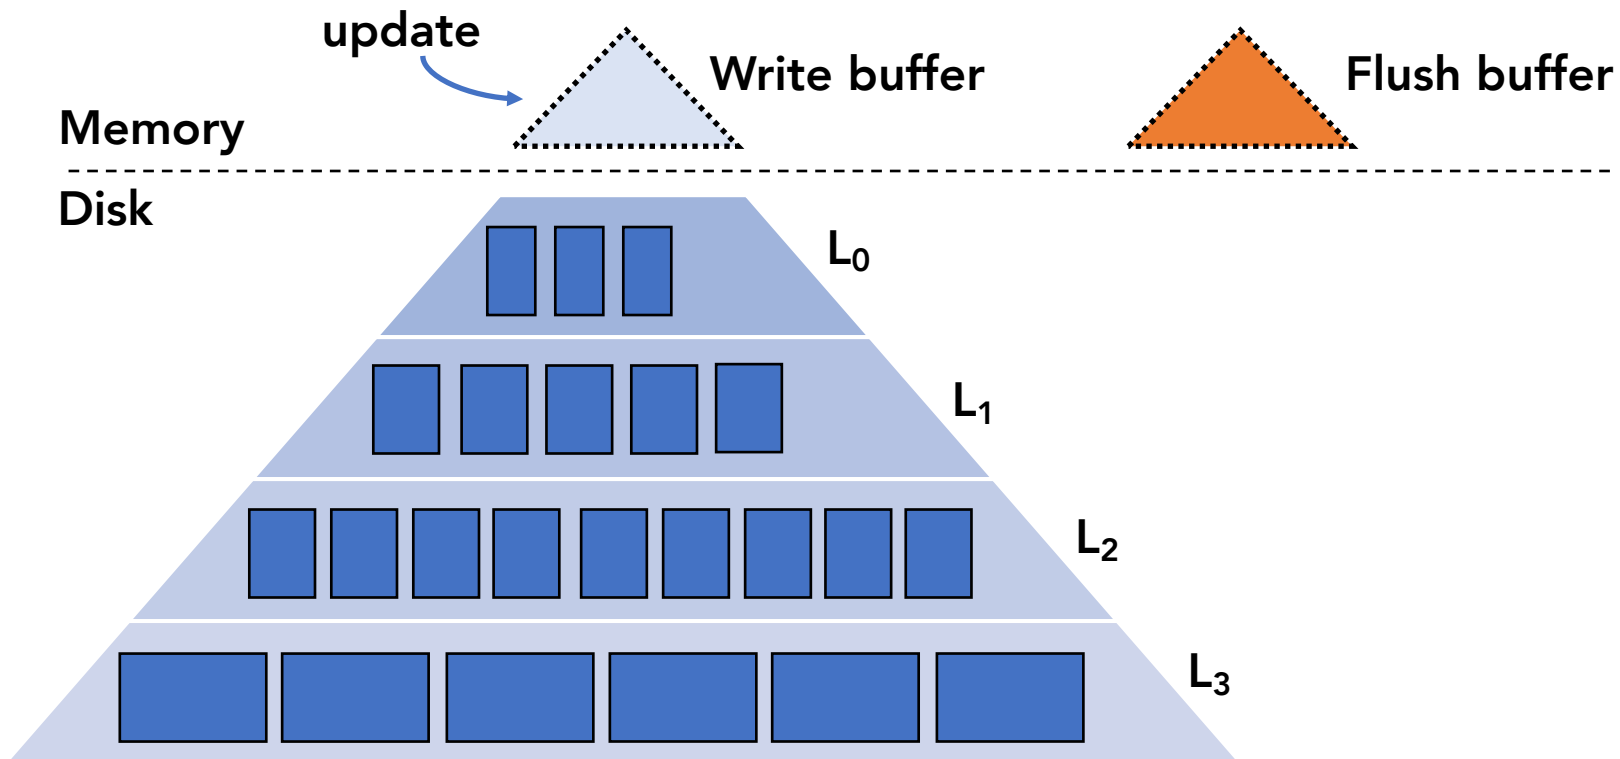 update
Write buffer
Flush buffer
Memory
Disk
L₀
L₁
L₂
L₃